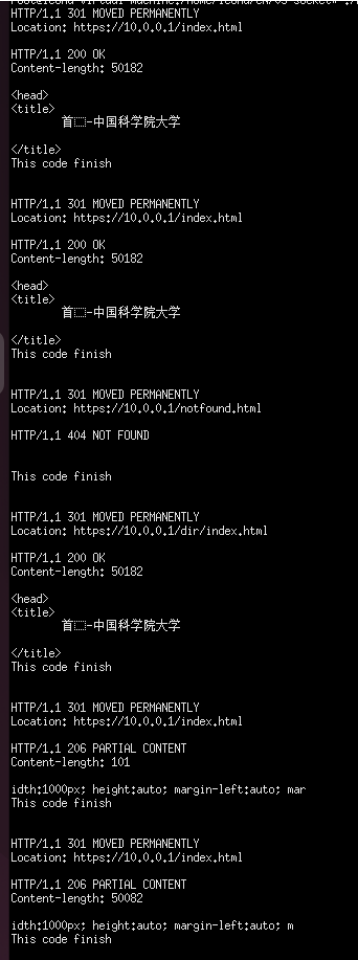 HTTP/1.1 301 MOVED PERMANENTLY
Location: https://10.0.0.1/index.html
HTTP/1.1 200 OK
Content-length: 50182
<head>
<title>
首-中国科学院大学
</title>
This code finish
HTTP/1.1 301 MOVED PERMANENTLY
Location: https://10.0.0.1/index.html
HTTP/1.1 200 OK
Content-length: 50182
<head>
<title>
首-中国科学院大学
</title>
This code finish
HTTP/1.1 301 MOVED PERMANENTLY
Location: https://10.0.0.1/notfound.html
HTTP/1.1 404 NOT FOUND
This code finish
HTTP/1.1 301 MOVED PERMANENTLY
Location: https://10.0.0.1/dir/index.html
HTTP/1.1 200 OK
Content-length: 50182
<head>
<title>
首-中国科学院大学
</title>
This code finish
HTTP/1.1 301 MOVED PERMANENTLY
Location: https://10.0.0.1/index.html
HTTP/1.1 206 PARTIAL CONTENT
Content-length: 101
idth:1000px; height:auto; margin-left:auto; mar
This code finish
HTTP/1.1 301 MOVED PERMANENTLY
Location: https://10.0.0.1/index.html
HTTP/1.1 206 PARTIAL CONTENT
Content-length: 50082
idth:1000px; height:auto; margin-left:auto; m
This code finish